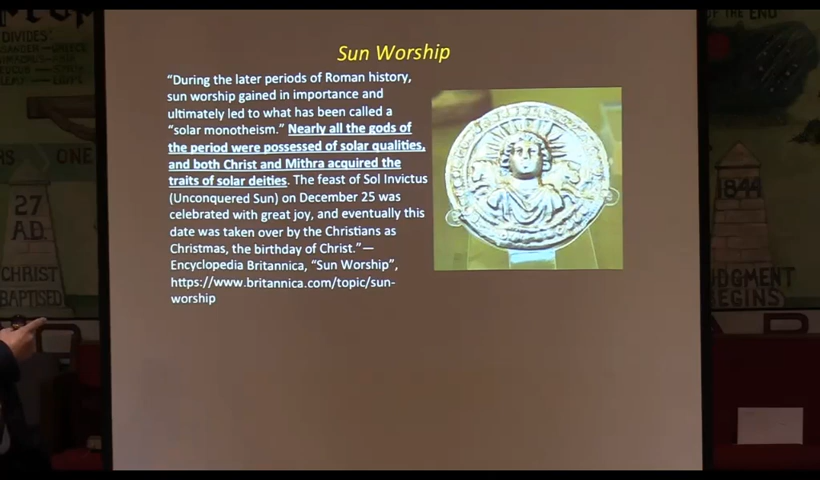 OF THE END
DIVIDES!
Sun Worship
“During the later periods of Roman history,
sun worship gained in importance and
ultimately led to what has been called a
“solar monotheism.” Nearly all the gods of
the period were possessed of solar qualities,
and both Christ and Mithra acquired the
traits of solar deities. The feast of Sol Invictus
(Unconquered Sun) on December 25 was
celebrated with great joy, and eventually this
date was taken over by the Christians as
Christmas, the birthday of Christ.”—
Encyclopedia Britannica, “Sun Worship”,
https://www.britannica.com/topic/sun-
worship
ONE
27
A.D.
CHRIST
BAPTISED
1844
JUDGMENT
BEGINS